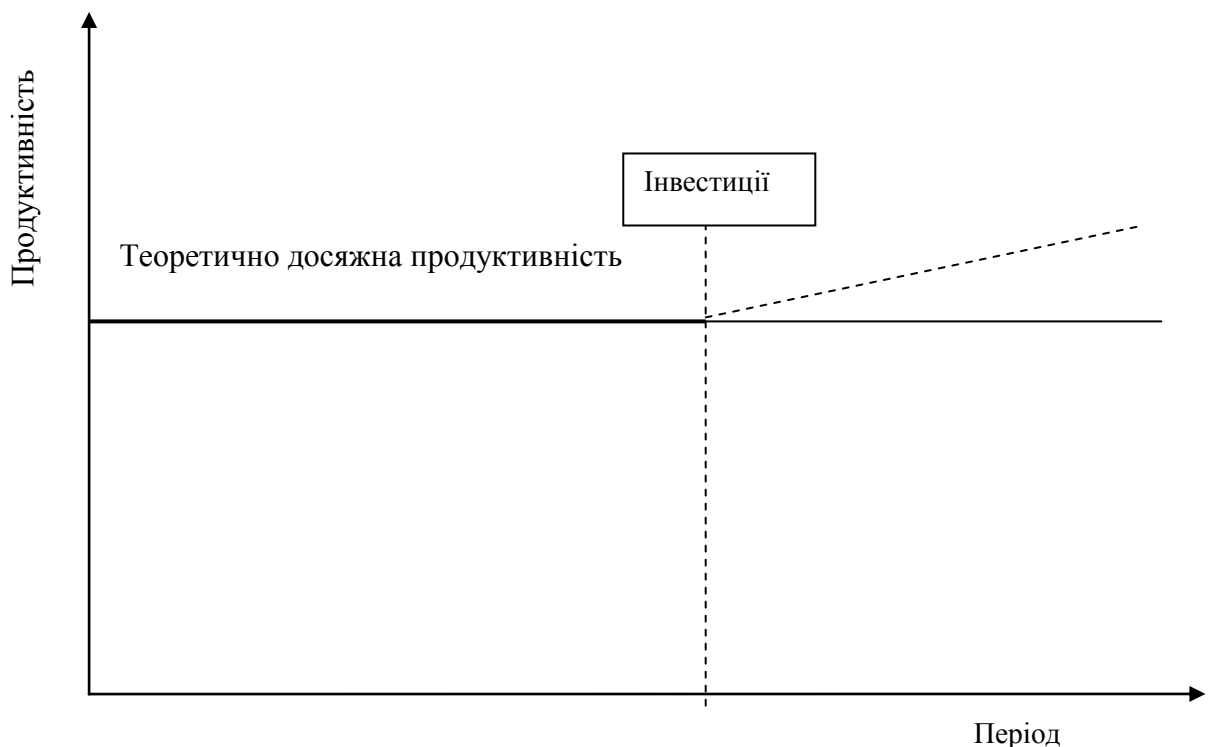 Продуктивність
Інвестиції
Теоретично досяжна продуктивність
Період